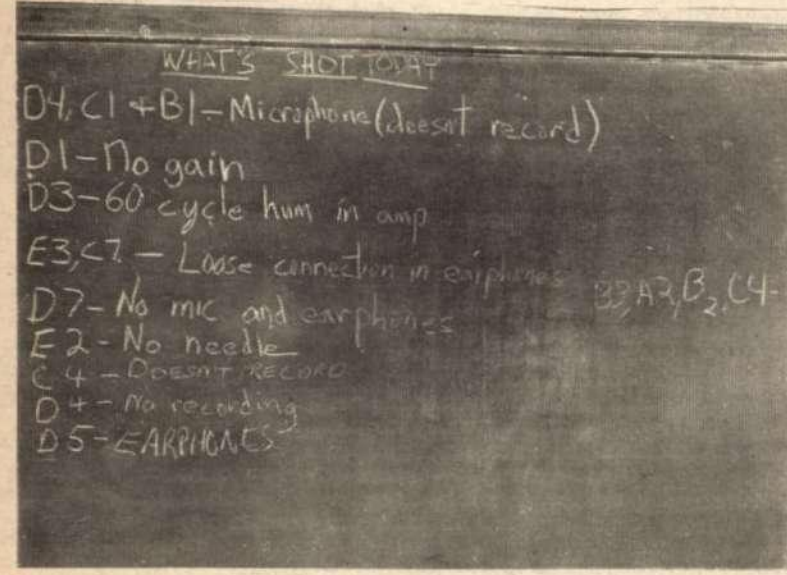 WHAT'S SHOT TODAY
D4, C1 + B1 - Microphone (doesnt record)
D1 - No gain
D3 - 60 cycle hum in amp
E3, C7 - Loose connection in earphones B3, A2, B2, C4 -
D7 - No mic and earphones
E2 - No needle
C4 - DOESNT RECORD
D4 - No recording
D5 - EARPHONES